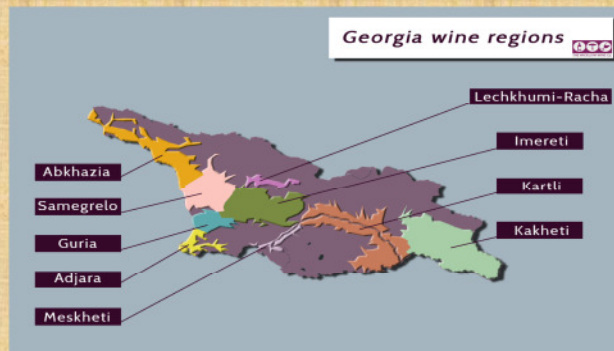 Georgia wine regions
Lechkhumi-Racha
Imereti
Kartli
Kakheti
Abkhazia
Samegrelo
Guria
Adjara
Meskheti